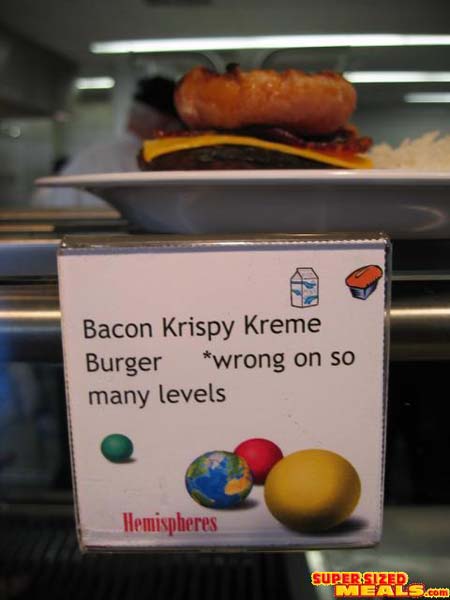 Bacon Krispy Kreme
Burger *wrong on so
many levels
Hemispheres
SUPER SIZED
MEALS.com